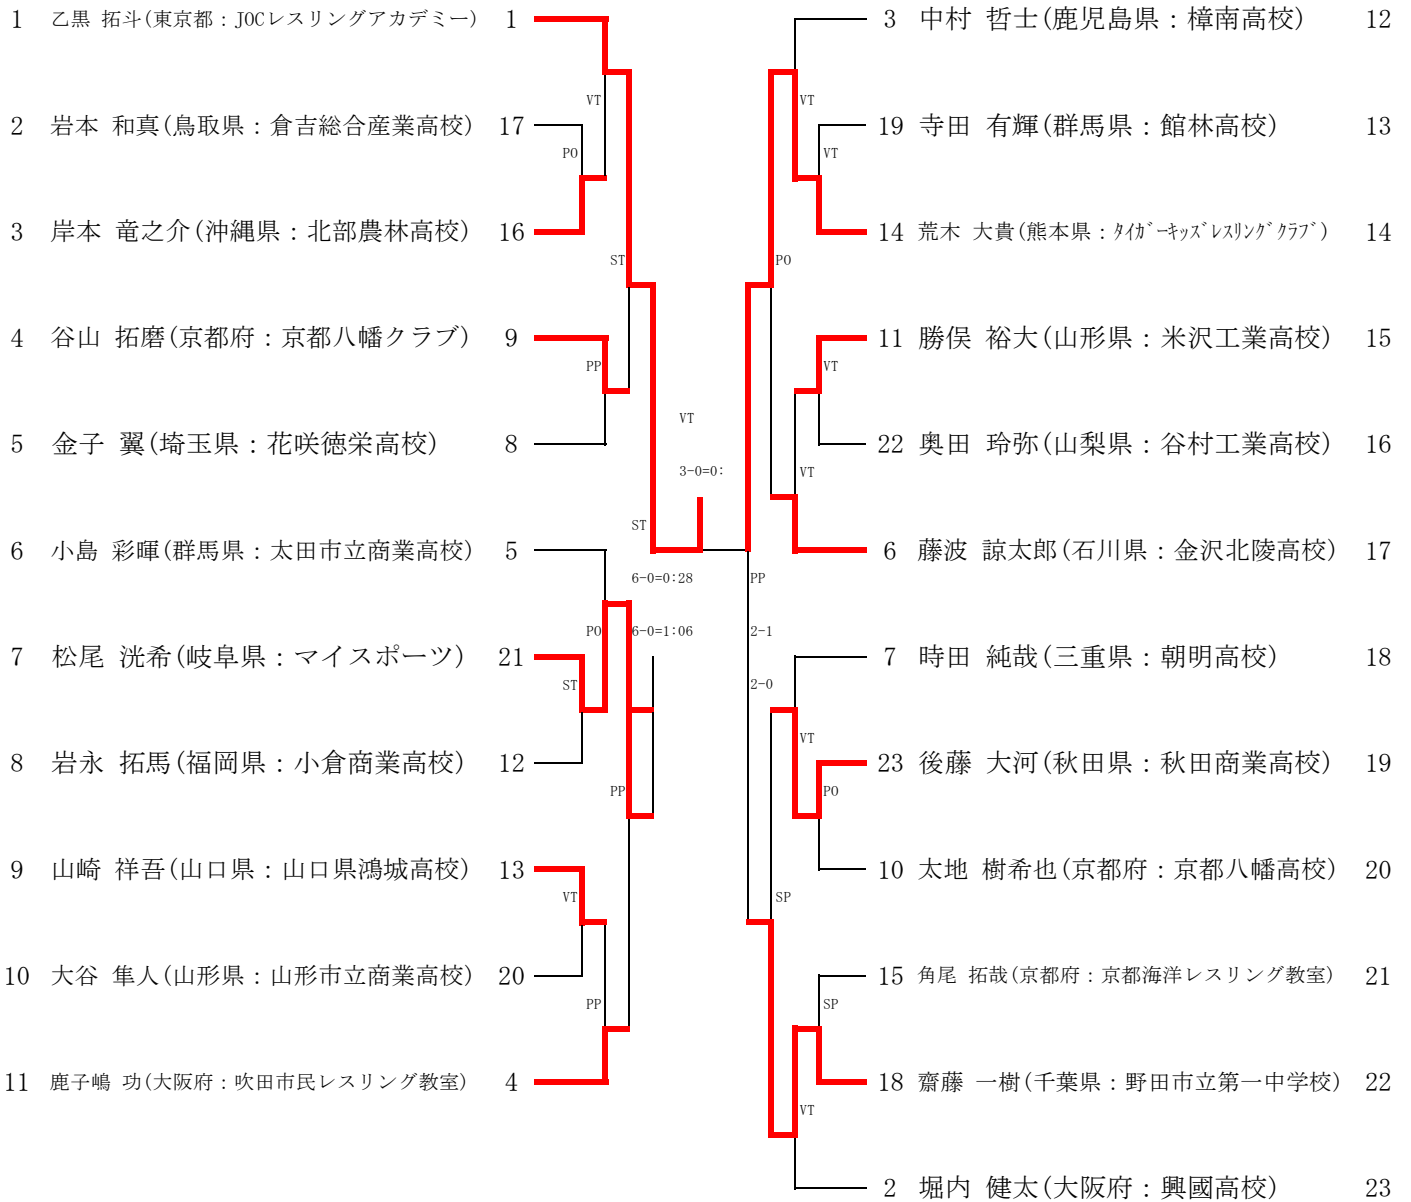 1 乙黒 拓斗(東京都：JOCレスリングアカデミー) 1
2 岩本 和真(鳥取県：倉吉総合産業高校) 17
3 岸本 竜之介(沖縄県：北部農林高校) 16
4 谷山 拓磨(京都府：京都八幡クラブ) 9
5 金子 翼(埼玉県：花咲徳栄高校) 8
6 小島 彩暉(群馬県：太田市立商業高校) 5
7 松尾 洸希(岐阜県：マイスポーツ) 21
8 岩永 拓馬(福岡県：小倉商業高校) 12
9 山崎 祥吾(山口県：山口県鴻城高校) 13
10 大谷 隼人(山形県：山形市立商業高校) 20
11 鹿子嶋 功(大阪府：吹田市民レスリング教室) 4
VT
PO
ST
PP
ST
6-0=0:28
PO
6-0=1:06
ST
PP
VT
PP
VT
3-0=0:
3 中村 哲士(鹿児島県：樟南高校) 12
19 寺田 有輝(群馬県：館林高校) 13
14 荒木 大貴(熊本県：ﾀｲｶﾞｰｷｯｽﾞﾚｽﾘﾝｸﾞｸﾗﾌﾞ) 14
11 勝俣 裕大(山形県：米沢工業高校) 15
22 奥田 玲弥(山梨県：谷村工業高校) 16
6 藤波 諒太郎(石川県：金沢北陵高校) 17
7 時田 純哉(三重県：朝明高校) 18
23 後藤 大河(秋田県：秋田商業高校) 19
10 太地 樹希也(京都府：京都八幡高校) 20
15 角尾 拓哉(京都府：京都海洋レスリング教室) 21
18 齋藤 一樹(千葉県：野田市立第一中学校) 22
2 堀内 健太(大阪府：興國高校) 23
VT
VT
PO
VT
VT
PP
2-1
2-0
VT
PO
SP
SP
VT